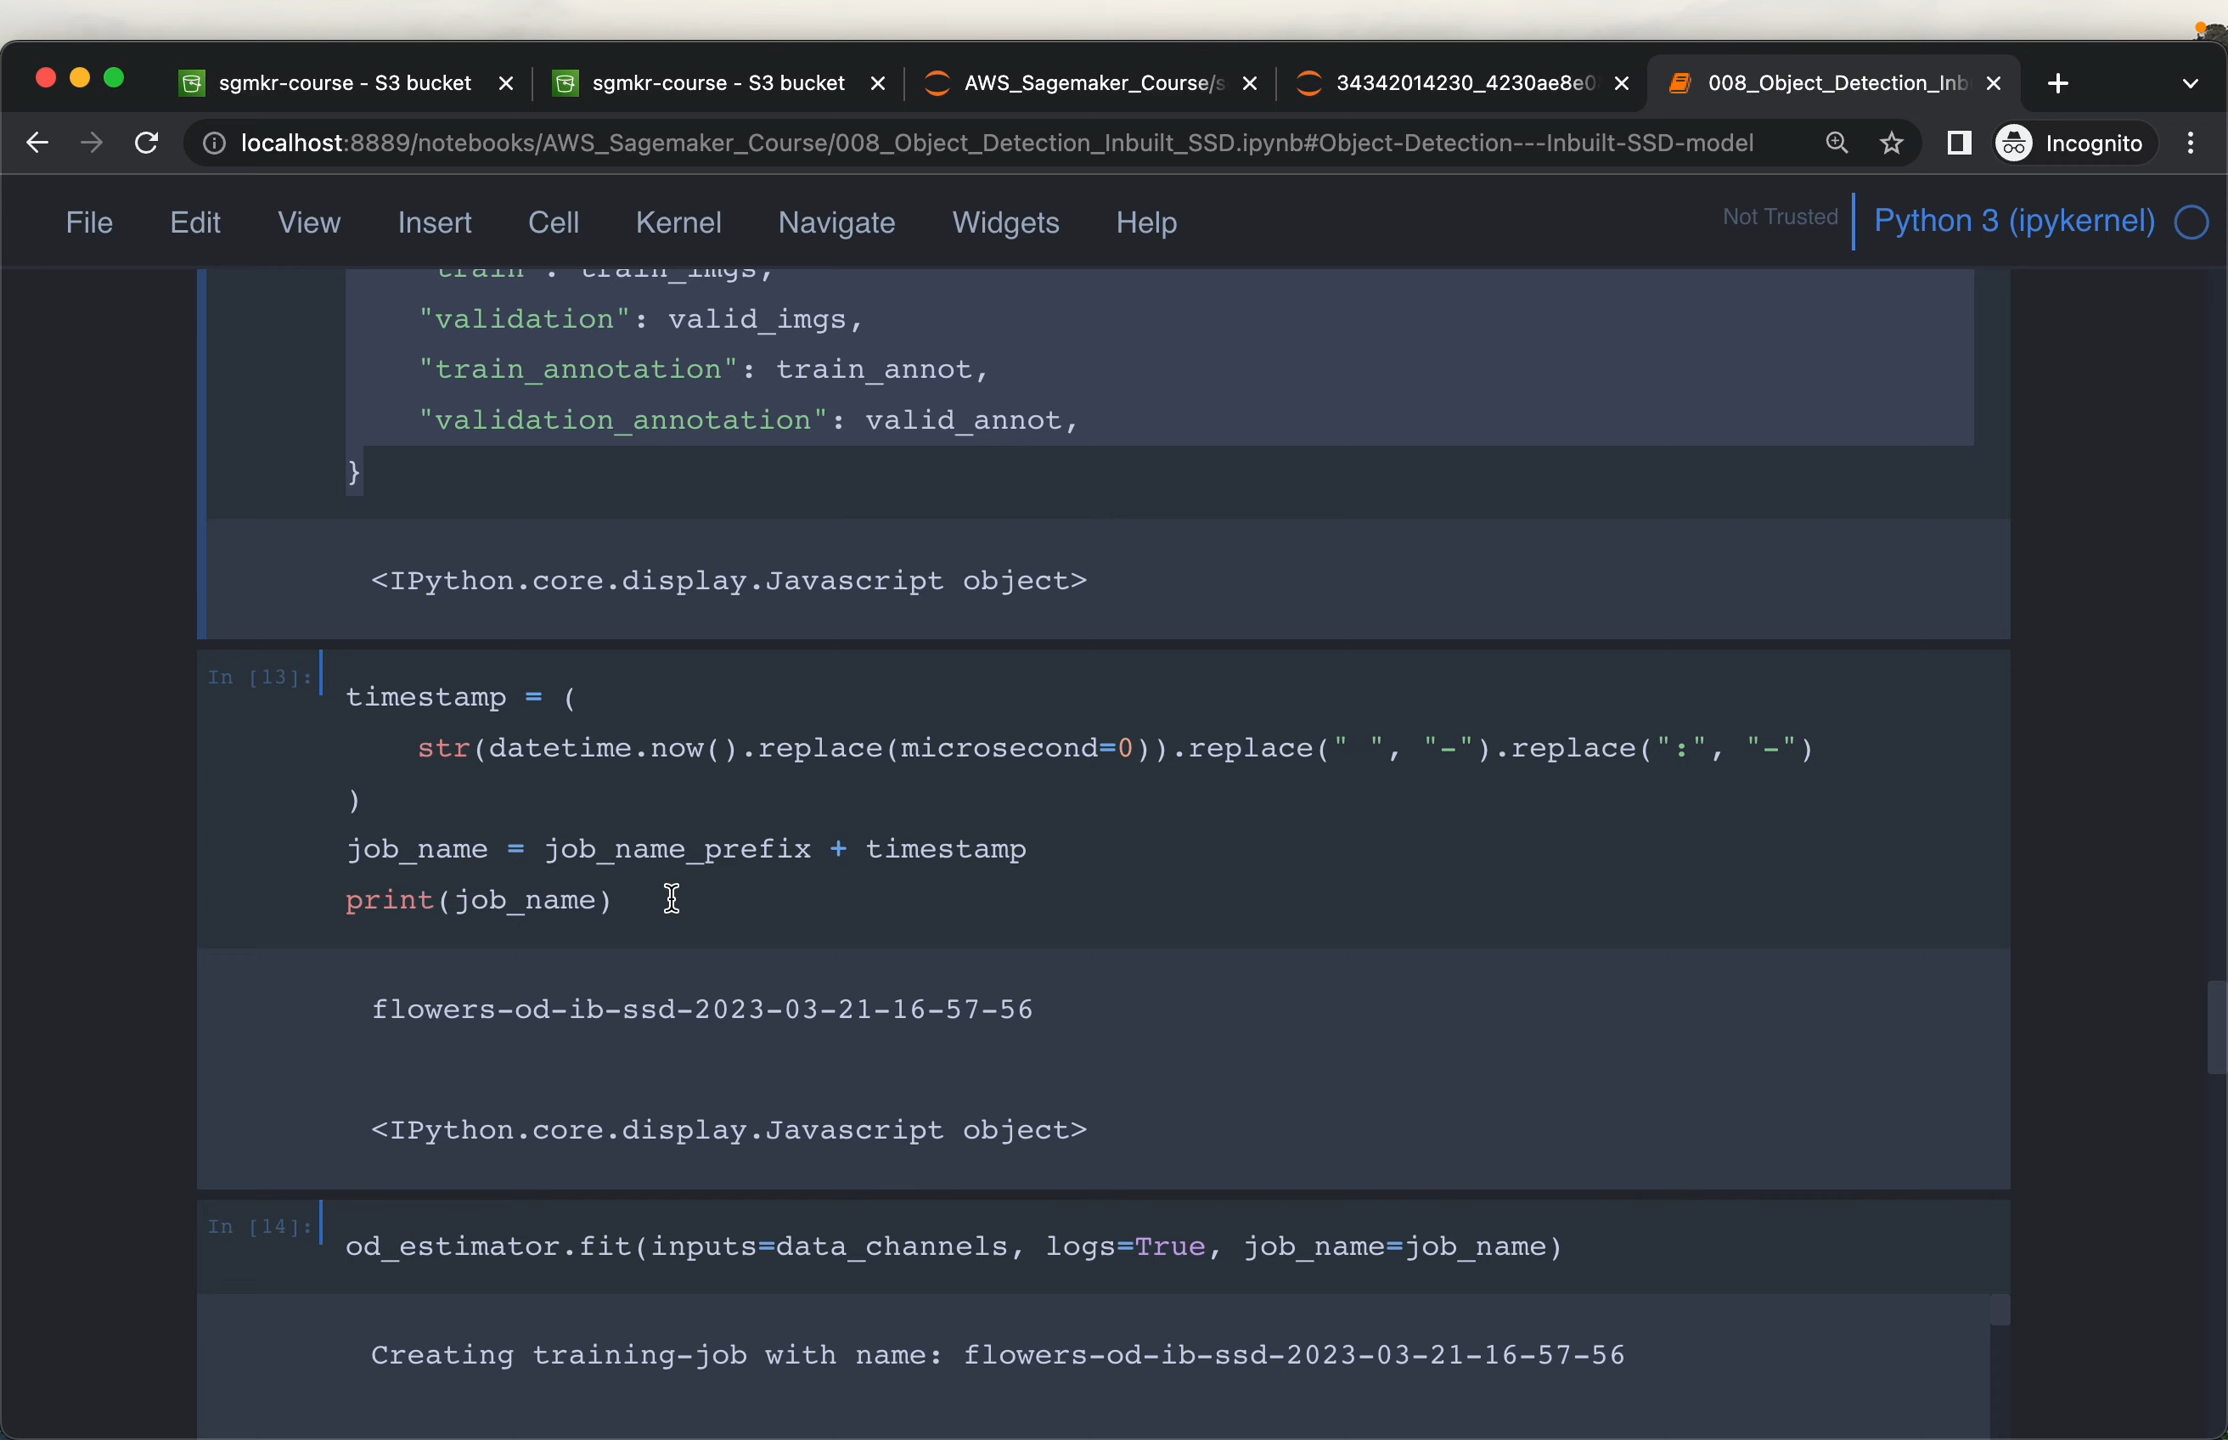 sgmkr-course - S3 bucket
sgmkr-course - S3 bucket
AWS_Sagemaker_Course/s
34342014230_4230ae8e0
008_Object_Detection_Inb
localhost:8889/notebooks/AWS_Sagemaker_Course/008_Object_Detection_Inbuilt_SSD.ipynb#Object-Detection---Inbuilt-SSD-model
Incognito
File Edit View Insert Cell Kernel Navigate Widgets Help
Not Trusted
Python 3 (ipykernel)
"train": train_imgs,
"validation": valid_imgs,
"train_annotation": train_annot,
"validation_annotation": valid_annot,
}
<IPython.core.display.Javascript object>
In [13]:
timestamp = (
str(datetime.now().replace(microsecond=0)).replace(" ", "-").replace(":", "-")
)
job_name = job_name_prefix + timestamp
print(job_name)
flowers-od-ib-ssd-2023-03-21-16-57-56
<IPython.core.display.Javascript object>
In [14]:
od_estimator.fit(inputs=data_channels, logs=True, job_name=job_name)
Creating training-job with name: flowers-od-ib-ssd-2023-03-21-16-57-56